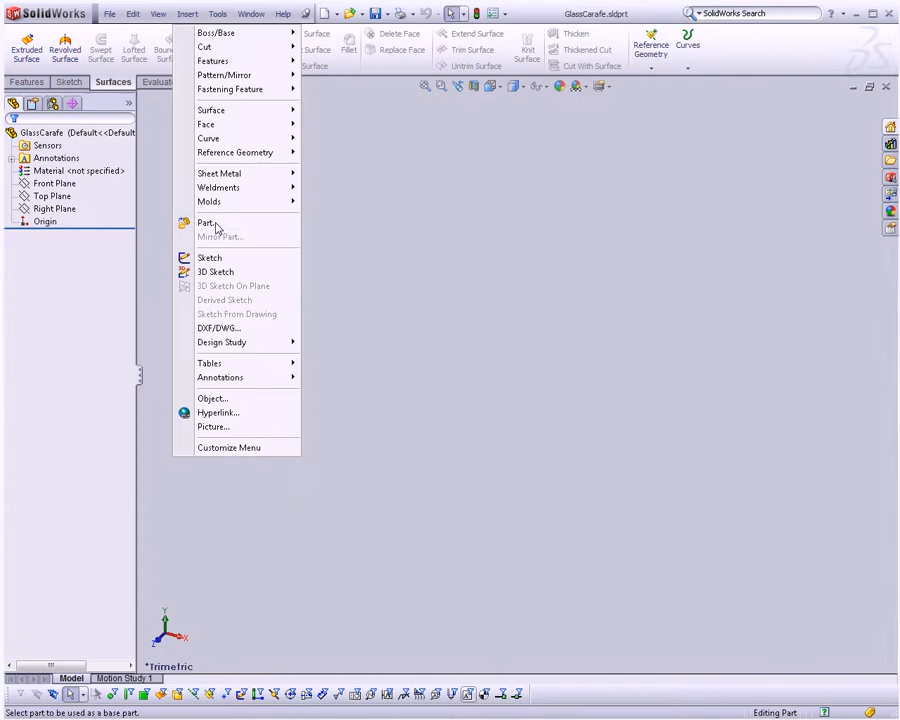 SolidWorks File Edit View Insert Tools Window Help GlassCarafe.sldprt SolidWorks Search
Extruded Surface Revolved Surface Swept Surface Lofted Surface Surface Fillet Delete Face Replace Face Extend Surface Trim Surface Untrim Surface Knit Surface Thicken Thickened Cut Cut With Surface Reference Geometry Curves
Features Sketch Surfaces
GlassCarafe (Default<<Default
Sensors
Annotations
Material <not specified>
Front Plane
Top Plane
Right Plane
Origin
Boss/Base
Cut
Features
Pattern/Mirror
Fastening Feature
Surface
Face
Curve
Reference Geometry
Sheet Metal
Weldments
Molds
Part...
Mirror Part...
Sketch
3D Sketch
3D Sketch On Plane
Derived Sketch
Sketch From Drawing
DXF/DWG...
Design Study
Tables
Annotations
Object...
Hyperlink...
Picture...
Customize Menu
Y
X
Z
*Trimetric
Model Motion Study 1
Select part to be used as a base part. Editing Part